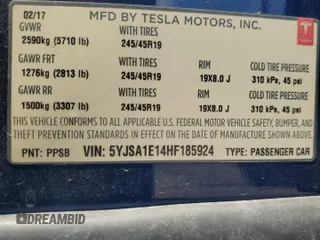 02/17 MFD BY TESLA MOTORS, INC.
GVWR WITH TIRES
2590kg (5710 lb) 245/45R19
GAWR FRT WITH TIRES RIM COLD TIRE PRESSURE
1276kg (2813 lb) 245/45R19 19X8.0 J 310 kPa, 45 psi
GAWR RR WITH TIRES RIM COLD TIRE PRESSURE
1500kg (3307 lb) 245/45R19 19X8.0 J 310 kPa, 45 psi
THIS VEHICLE CONFORMS TO ALL APPLICABLE U.S. FEDERAL MOTOR VEHICLE SAFETY, BUMPER, AND
THEFT PREVENTION STANDARDS IN EFFECT ON THE DATE OF MANUFACTURE SHOWN ABOVE.
PNT: PPSB VIN: 5YJSA1E14HF185924 TYPE: PASSENGER CAR
TESLA
DREAMBID